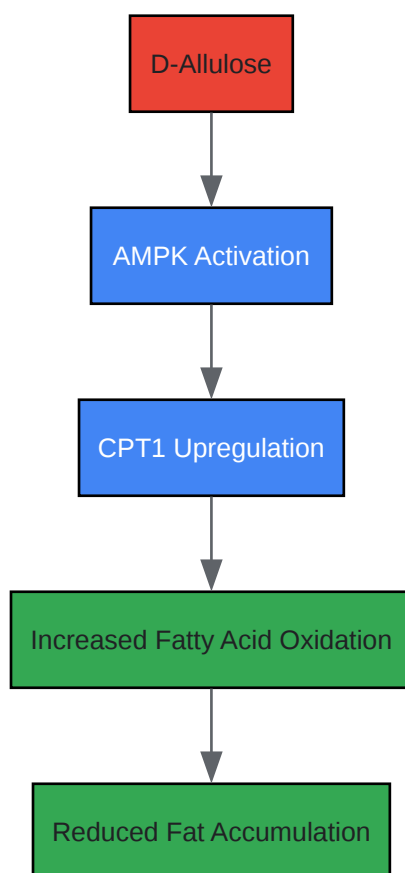 D-Allulose
AMPK Activation
CPT1 Upregulation
Increased Fatty Acid Oxidation
Reduced Fat Accumulation